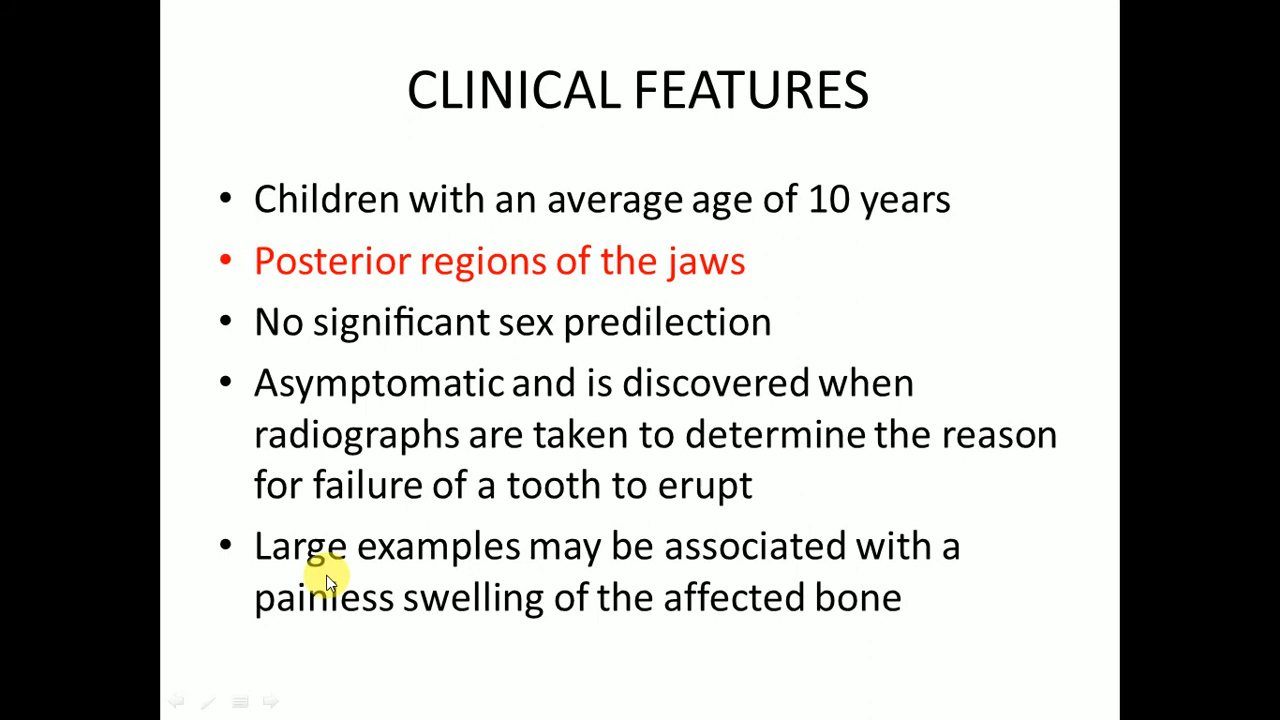 CLINICAL FEATURES
• Children with an average age of 10 years
• Posterior regions of the jaws
• No significant sex predilection
• Asymptomatic and is discovered when
radiographs are taken to determine the reason
for failure of a tooth to erupt
• Large examples may be associated with a
painless swelling of the affected bone